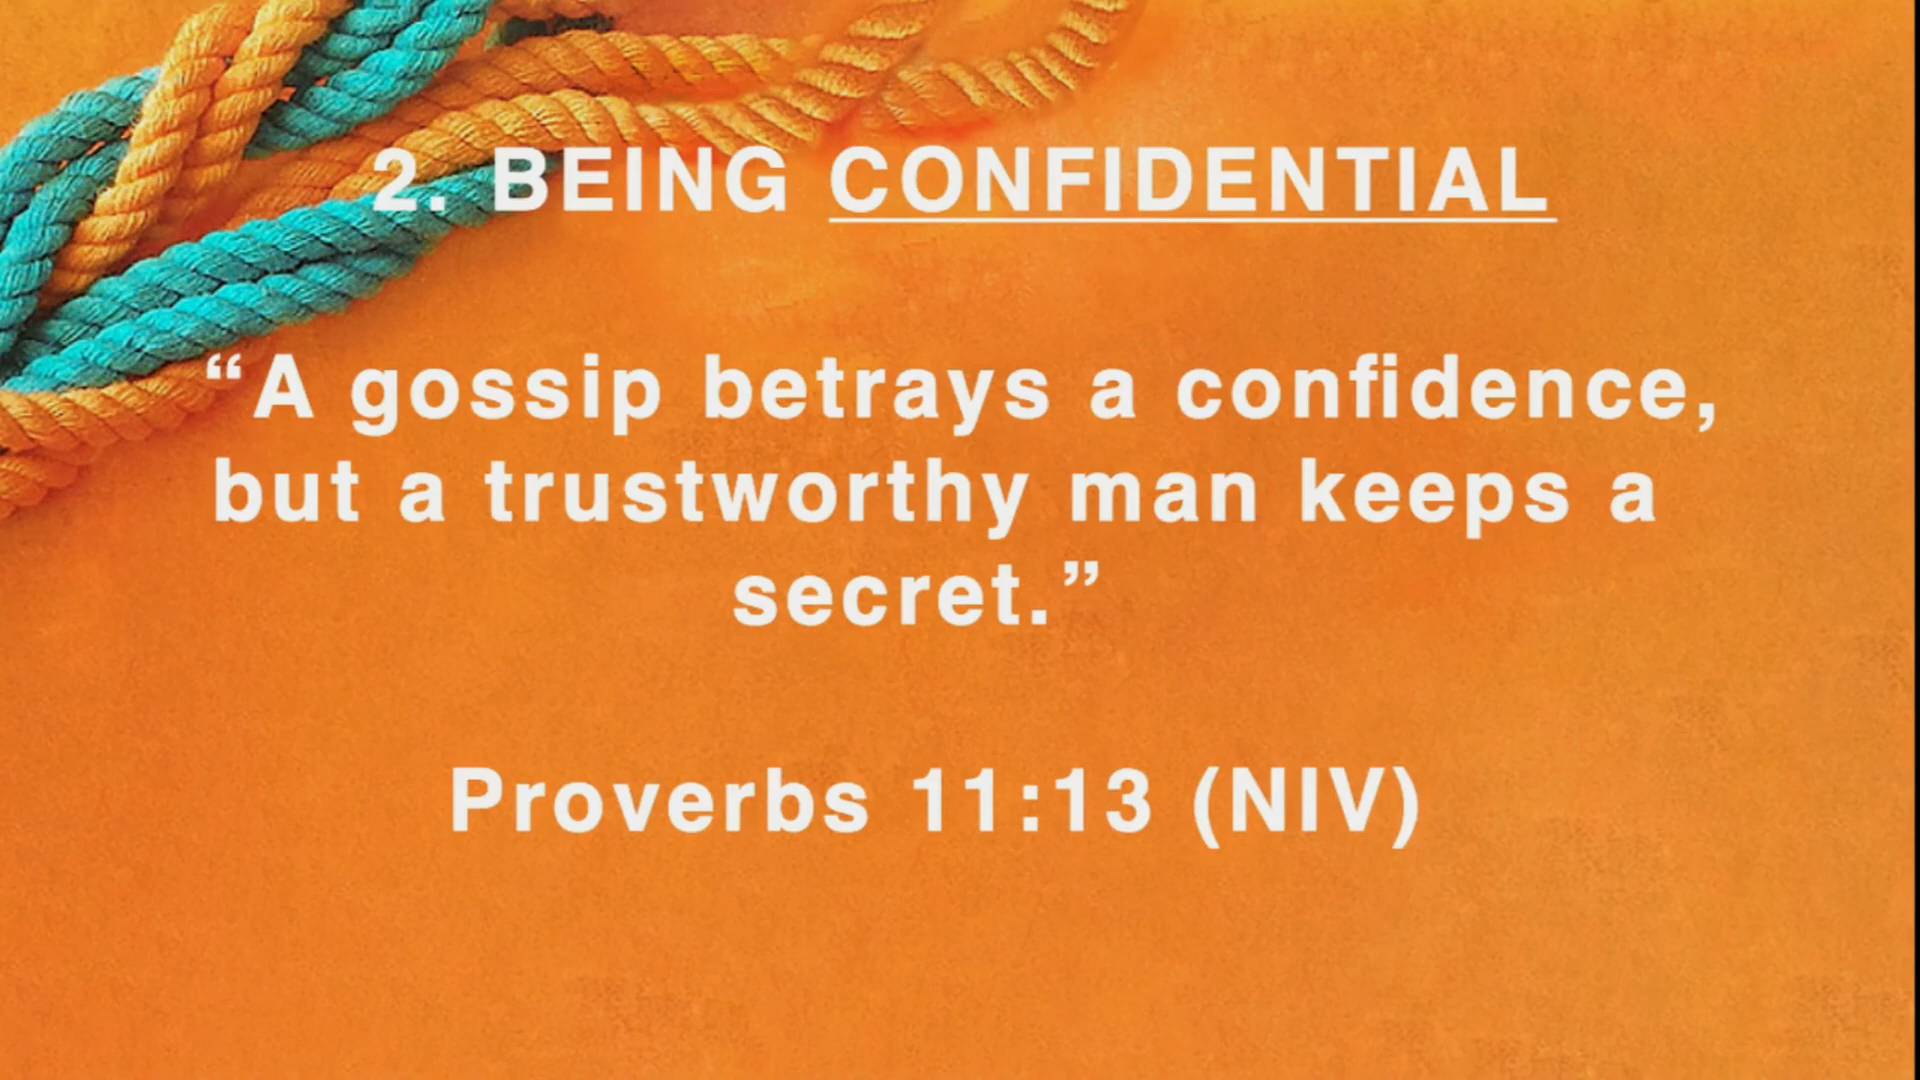 2. BEING CONFIDENTIAL
“A gossip betrays a confidence,
but a trustworthy man keeps a
secret.”
Proverbs 11:13 (NIV)